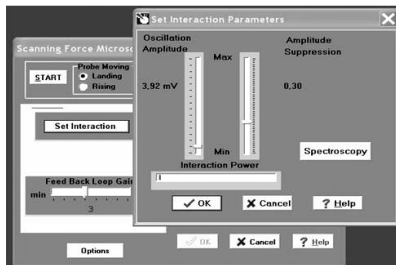 Set Interaction Parameters
Oscillation
Amplitude
Amplitude
Suppression
Max
3,92 mV
0,30
Min
Spectroscopy
Interaction Power
OK
Cancel
? Help
Scanning Force Micros
START
Probe Moving
Landing
Rising
Set Interaction
Feed Back Loop Gai
min
3
Options
OK
Cancel
? Help